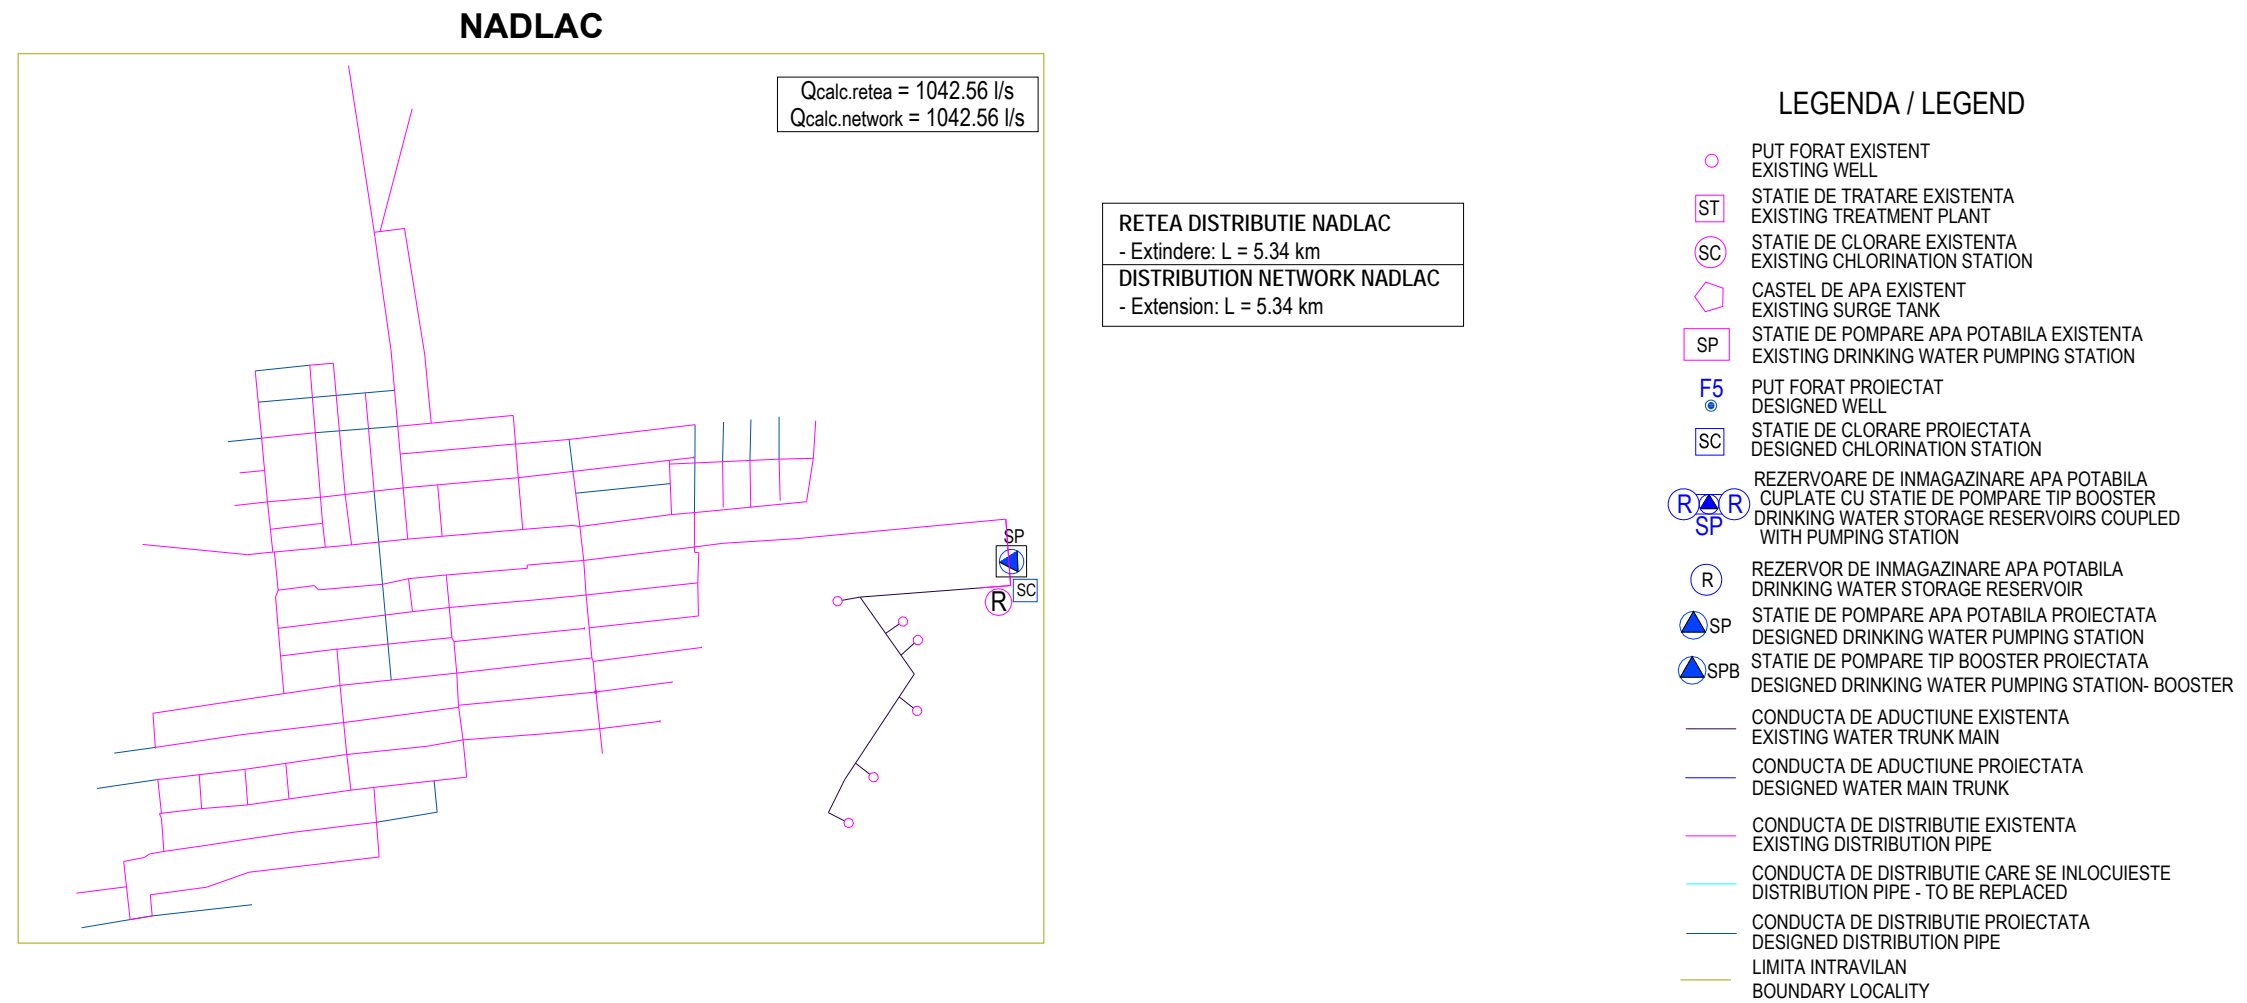 NADLAC
Qcalc.retea = 1042.56 l/s
Qcalc.network = 1042.56 l/s
RETEA DISTRIBUTIE NADLAC
- Extindere: L = 5.34 km
DISTRIBUTION NETWORK NADLAC
- Extension: L = 5.34 km
SP
SC
R
LEGENDA / LEGEND
PUT FORAT EXISTENT
EXISTING WELL
ST
STATIE DE TRATARE EXISTENTA
EXISTING TREATMENT PLANT
SC
STATIE DE CLORARE EXISTENTA
EXISTING CHLORINATION STATION
CASTEL DE APA EXISTENT
EXISTING SURGE TANK
SP
STATIE DE POMPARE APA POTABILA EXISTENTA
EXISTING DRINKING WATER PUMPING STATION
F5
PUT FORAT PROIECTAT
DESIGNED WELL
SC
STATIE DE CLORARE PROIECTATA
DESIGNED CHLORINATION STATION
R R
SP
REZERVOARE DE INMAGAZINARE APA POTABILA
CUPLATE CU STATIE DE POMPARE TIP BOOSTER
DRINKING WATER STORAGE RESERVOIRS COUPLED
WITH PUMPING STATION
R
REZERVOR DE INMAGAZINARE APA POTABILA
DRINKING WATER STORAGE RESERVOIR
SP
STATIE DE POMPARE APA POTABILA PROIECTATA
DESIGNED DRINKING WATER PUMPING STATION
SPB
STATIE DE POMPARE TIP BOOSTER PROIECTATA
DESIGNED DRINKING WATER PUMPING STATION- BOOSTER
CONDUCTA DE ADUCTIUNE EXISTENTA
EXISTING WATER TRUNK MAIN
CONDUCTA DE ADUCTIUNE PROIECTATA
DESIGNED WATER MAIN TRUNK
CONDUCTA DE DISTRIBUTIE EXISTENTA
EXISTING DISTRIBUTION PIPE
CONDUCTA DE DISTRIBUTIE CARE SE INLOCUIESTE
DISTRIBUTION PIPE - TO BE REPLACED
CONDUCTA DE DISTRIBUTIE PROIECTATA
DESIGNED DISTRIBUTION PIPE
LIMITA INTRAVILAN
BOUNDARY LOCALITY